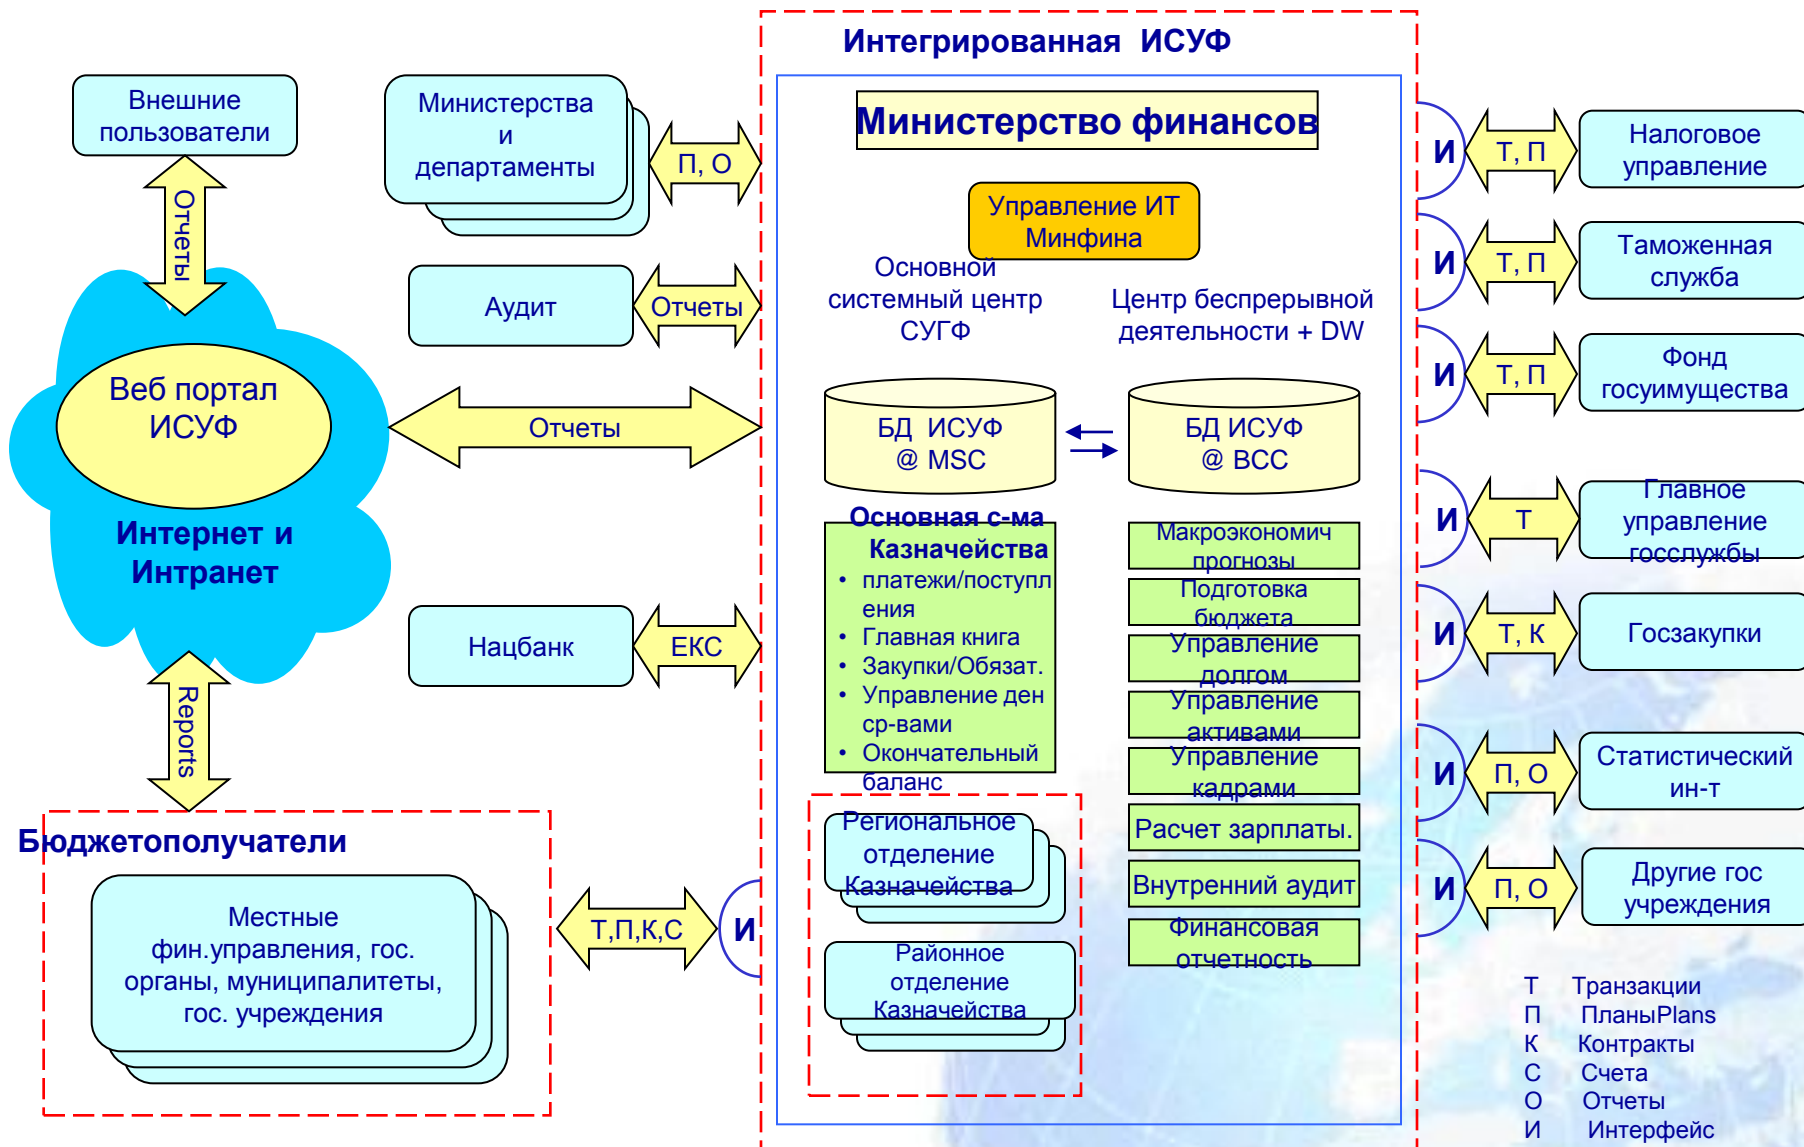 Интегрированная ИСУФ
Министерство финансов
Внешние
пользователи
Отчеты
Министерства
и
департаменты
П, О
Аудит
Отчеты
Веб портал
ИСУФ
Отчеты
Интернет и
Интранет
Нацбанк
ЕКС
Reports
Бюджетополучатели
Местные
фин.управления, гос.
органы, муниципалитеты,
гос. учреждения
Т,П,К,С
И
Управление ИТ
Минфина
Основной
системный центр
СУГФ
Центр беспрерывной
деятельности + DW
БД ИСУФ
@ MSC
БД ИСУФ
@ BCC
Основная с-ма
Казначейства
• платежи/поступл
ения
• Главная книга
• Закупки/Обязат.
• Управление ден
ср-вами
• Окончательный
баланс
Региональное
отделение
Казначейства
Районное
отделение
Казначейства
Макроэкономич
прогнозы
Подготовка
бюджета
Управление
долгом
Управление
активами
Управление
кадрами
Расчет зарплаты.
Внутренний аудит
Финансовая
отчетность
И
Т, П
Налоговое
управление
И
Т, П
Таможенная
служба
И
Т, П
Фонд
госуимущества
И
Т
Главное
управление
госслужбы
И
Т, К
Госзакупки
И
П, О
Статистический
ин-т
И
П, О
Другие гос
учреждения
Т Транзакции
П ПланыPlans
К Контракты
С Счета
О Отчеты
И Интерфейс